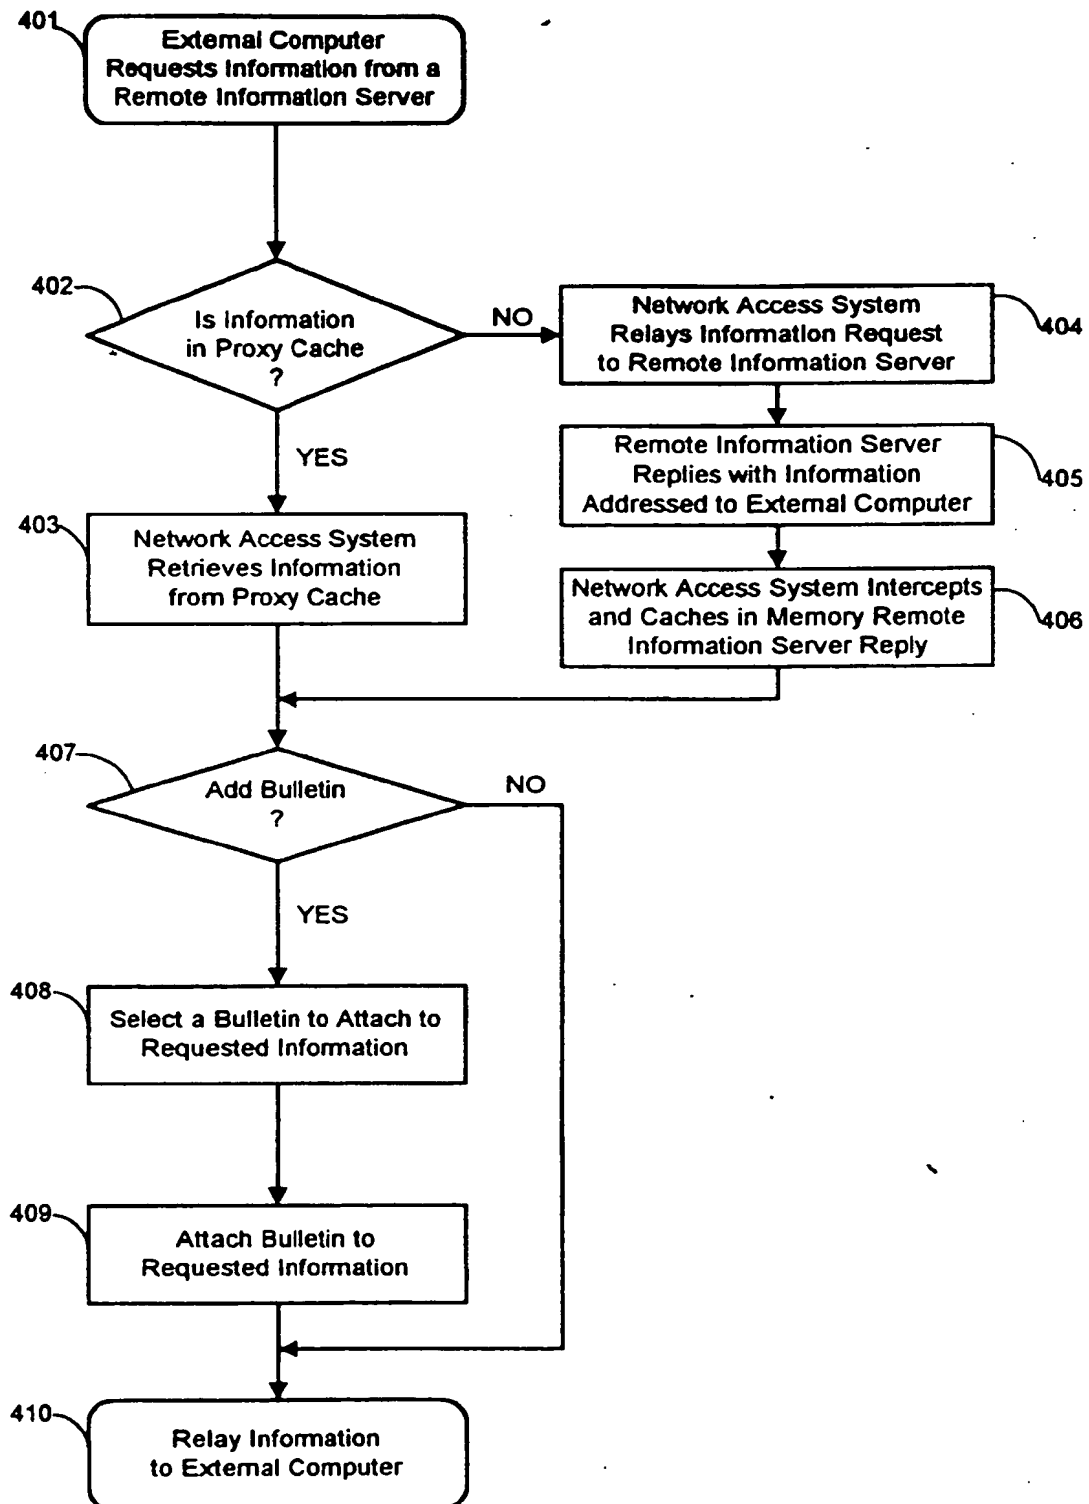 401
External Computer
Requests Information from a
Remote Information Server
402
Is Information
in Proxy Cache
?
NO
Network Access System
Relays Information Request
to Remote Information Server
404
YES
Remote Information Server
Replies with Information
Addressed to External Computer
405
403
Network Access System
Retrieves Information
from Proxy Cache
Network Access System Intercepts
and Caches in Memory Remote
Information Server Reply
406
407
Add Bulletin
?
NO
YES
408
Select a Bulletin to Attach to
Requested Information
409
Attach Bulletin to
Requested Information
410
Relay Information
to External Computer